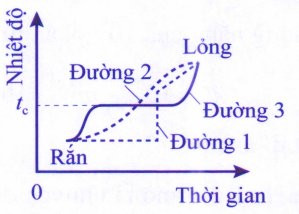 Nhiệt độ
Lỏng
Đường 2
t_c
Đường 3
Đường 1
Rắn
0
Thời gian